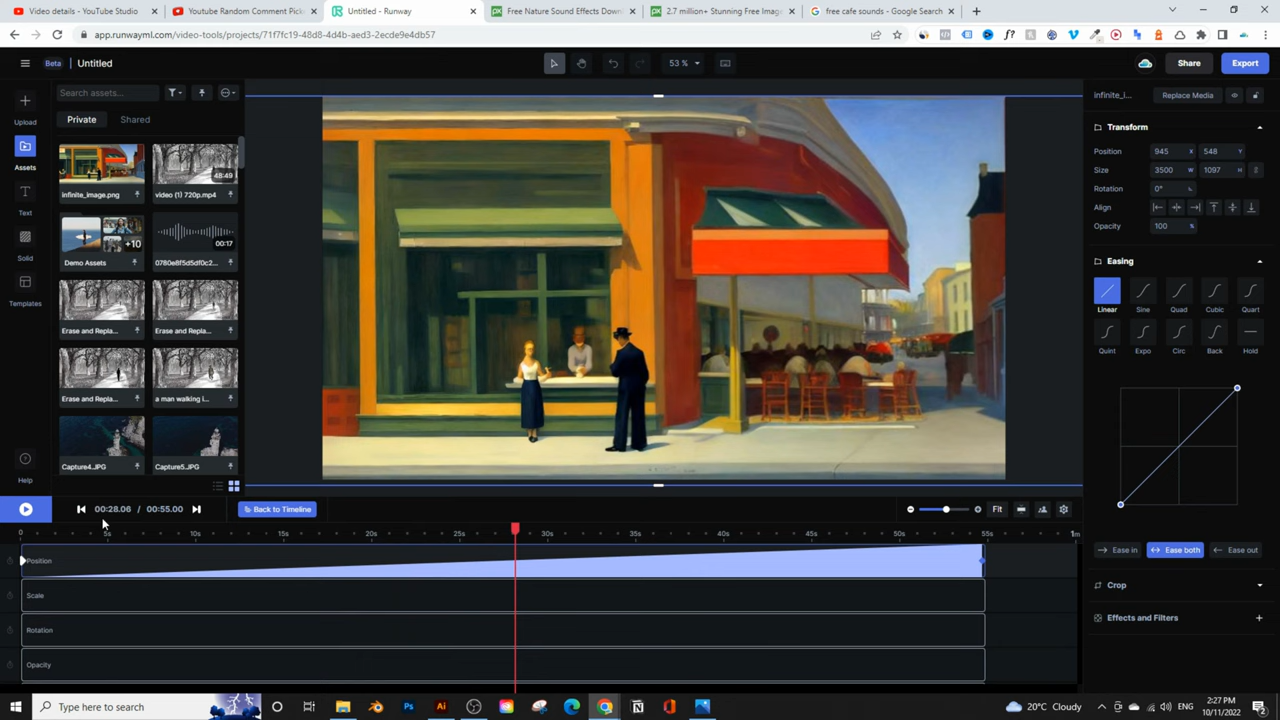 Video details - YouTube Studio
Youtube Random Comment Pick
Untitled - Runway
Free Nature Sound Effects Down
2.7 million+ Stunning Free Imag
free cafe sounds - Google Search
app.runwayml.com/video-tools/projects/71f7fc19-48d8-4d4b-aed3-2ecde9e4db67
Beta Untitled
53 %
Share
Export
Upload
Assets
Text
Solid
Templates
Help
Search assets...
Private
Shared
infinite_image.png
48:49
video (1) 720p.mp4
+10
Demo Assets
00:17
0780e8f5d5df0c2...
Erase and Repla...
Erase and Repla...
Erase and Repla...
a man walking i...
Capture4.JPG
Capture5.JPG
infinite_i...
Replace Media
Transform
Position 945 X 548 Y
Size 3500 W 1097 H
Rotation 0°
Align
Opacity 100 %
Easing
Linear Sine Quad Cubic Quart
Quint Expo Circ Back Hold
Ease in Ease both Ease out
Crop
Effects and Filters
00:28.06 / 00:55.00
Back to Timeline
Fit
0 5s 10s 15s 20s 25s 30s 35s 40s 45s 50s 55s 1m
Position
Scale
Rotation
Opacity
Type here to search
Ps
Ai
20°C Cloudy
2:27 PM
10/11/2022
2